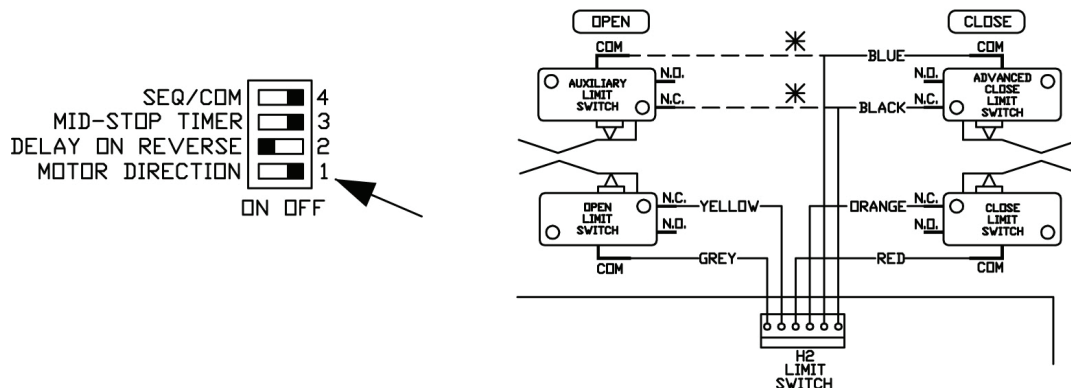 SEQ/COM 4
MID-STOP TIMER 3
DELAY ON REVERSE 2
MOTOR DIRECTION 1
ON OFF
OPEN
CLOSE
COM
BLUE
COM
AUXILIARY
LIMIT
SWITCH
N.O.
N.C.
BLACK
N.O.
N.C.
ADVANCED
CLOSE
LIMIT
SWITCH
OPEN
LIMIT
SWITCH
N.C.
YELLOW
N.O.
COM
GREY
ORANGE
N.C.
N.O.
CLOSE
LIMIT
SWITCH
RED
COM
H2
LIMIT
SWITCH